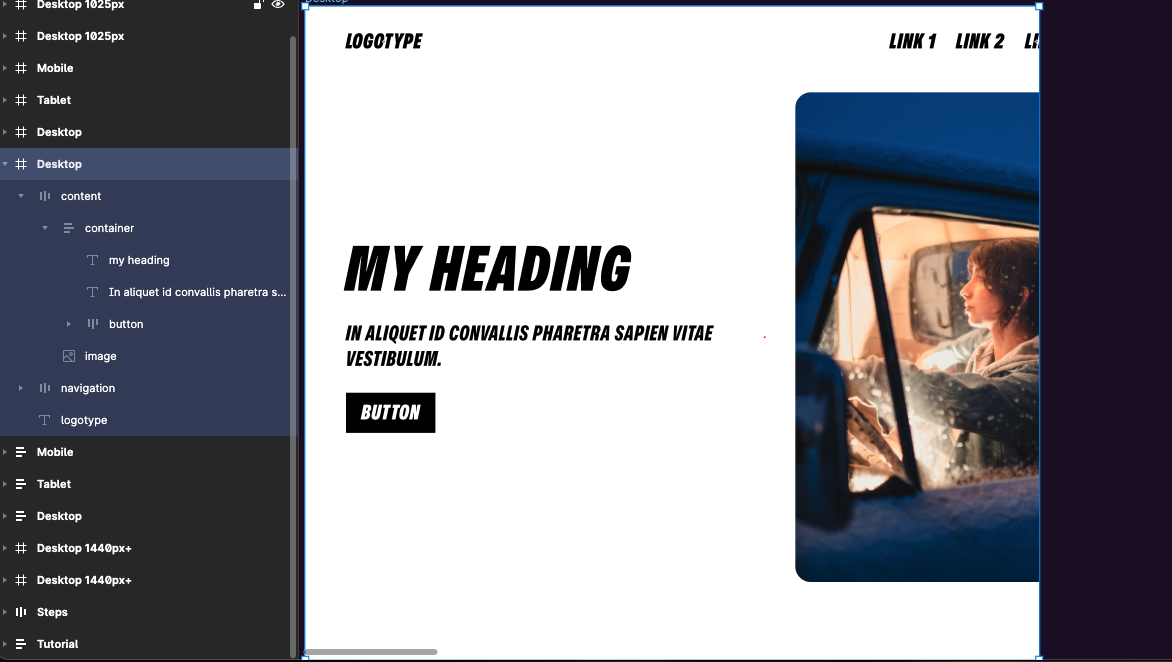 Desktop 1025px
Desktop 1025px
Mobile
Tablet
Desktop
Desktop
content
container
my heading
In aliquet id convallis pharetra s...
button
image
navigation
logotype
Mobile
Tablet
Desktop
Desktop 1440px+
Desktop 1440px+
Steps
Tutorial
Desktop
LOGOTYPE
LINK 1 LINK 2
MY HEADING
IN ALIQUET ID CONVALLIS PHARETRA SAPIEN VITAE
VESTIBULUM.
BUTTON